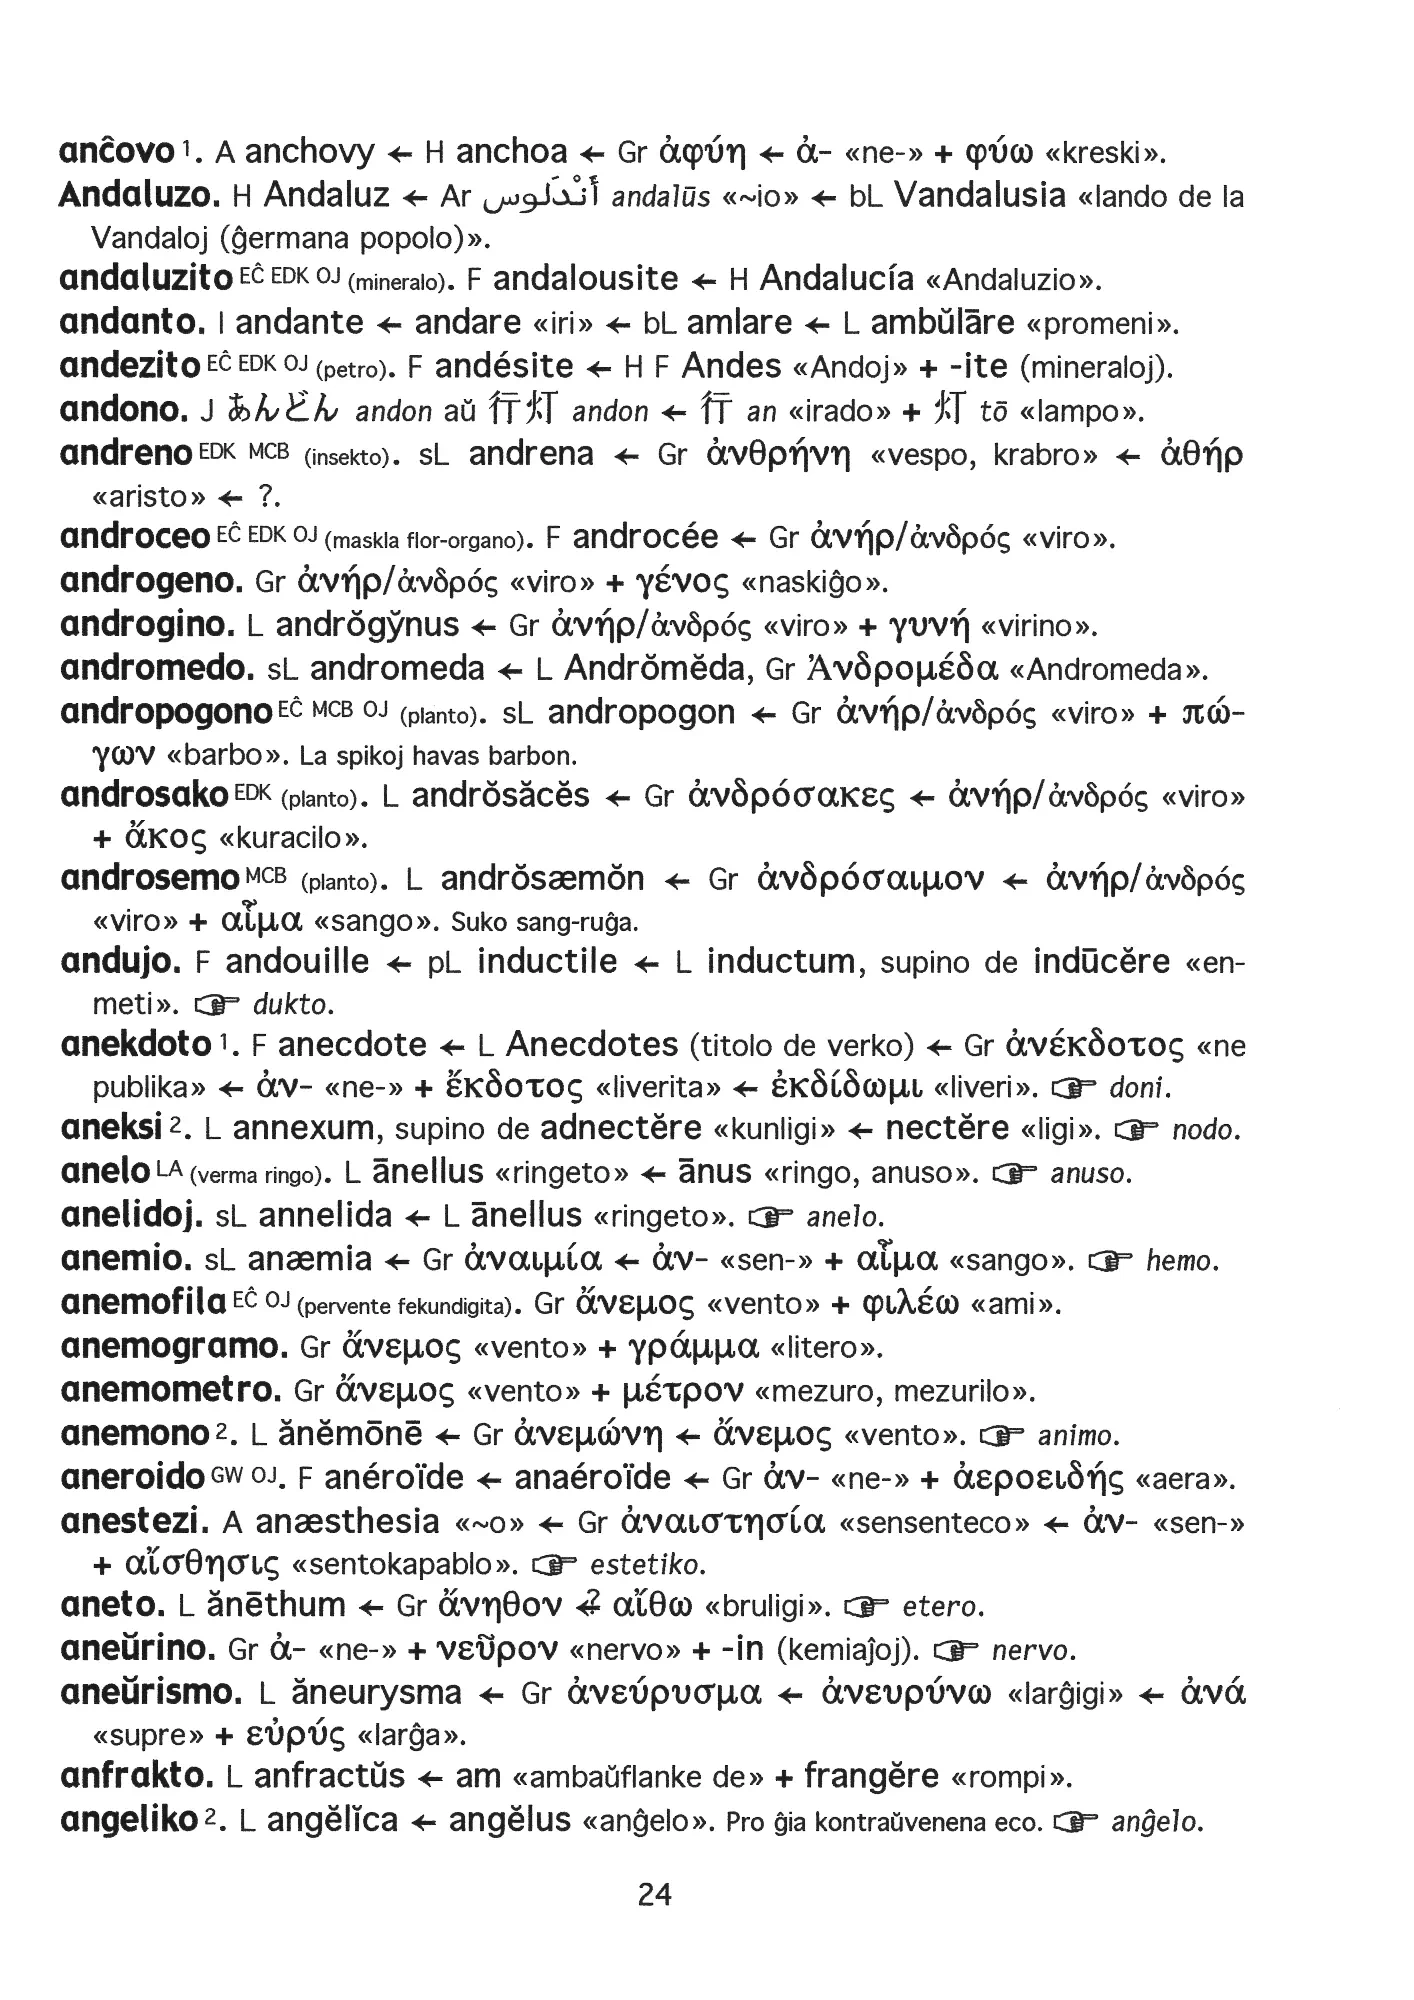 anĉovo 1. A anchovy ← H anchoa ← Gr ἀφύη ← ἀ- «ne-» + φύω «kreski».
Andaluzo. H Andaluz ← Ar أَنْدَلُوس andalūs «~io» ← bL Vandalusia «lando de la
Vandaloj (ĝermana popolo)».
andaluzito EĈ EDK OJ (mineralo). F andalousite ← H Andalucía «Andaluzio».
andanto. I andante ← andare «iri» ← bL amlare ← L ambŭlāre «promeni».
andezito EĈ EDK OJ (petro). F andésite ← H F Andes «Andoj» + -ite (mineraloj).
andono. J あんどん andon aŭ 行灯 andon ← 行 an «irado» + 灯 tō «lampo».
andreno EDK MCB (insekto). sL andrena ← Gr ἀνθρήνη «vespo, krabro» ← ἀθήρ
«aristo» ← ?.
androceo EĈ EDK OJ (maskla flor-organo). F androcée ← Gr ἀνήρ/ἀνδρός «viro».
androgeno. Gr ἀνήρ/ἀνδρός «viro» + γένος «naskiĝo».
androgino. L andrŏgy̆nus ← Gr ἀνήρ/ἀνδρός «viro» + γυνή «virino».
andromedo. sL andromeda ← L Andrŏmĕda, Gr Ἀνδρομέδα «Andromeda».
andropogono EĈ MCB OJ (planto). sL andropogon ← Gr ἀνήρ/ἀνδρός «viro» + πώ-
γων «barbo». La spikoj havas barbon.
androsako EDK (planto). L andrŏsăcĕs ← Gr ἀνδρόσακες ← ἀνήρ/ἀνδρός «viro»
+ ἄκος «kuracilo».
androsemo MCB (planto). L andrŏsæmŏn ← Gr ἀνδρόσαιμον ← ἀνήρ/ἀνδρός
«viro» + αἷμα «sango». Suko sang-ruĝa.
andujo. F andouille ← pL inductile ← L inductum, supino de indūcĕre «en-
meti». ☞ dukto.
anekdoto 1. F anecdote ← L Anecdotes (titolo de verko) ← Gr ἀνέκδοτος «ne
publika» ← ἀν- «ne-» + ἔκδοτος «liverita» ← ἐκδίδωμι «liveri». ☞ doni.
aneksi 2. L annexum, supino de adnectĕre «kunligi» ← nectĕre «ligi». ☞ nodo.
anelo LA (verma ringo). L ānellus «ringeto» ← ānus «ringo, anuso». ☞ anuso.
anelidoj. sL annelida ← L ānellus «ringeto». ☞ anelo.
anemio. sL anæmia ← Gr ἀναιμία ← ἀν- «sen-» + αἷμα «sango». ☞ hemo.
anemofila EĈ OJ (pervente fekundigita). Gr ἄνεμος «vento» + φιλέω «ami».
anemogramo. Gr ἄνεμος «vento» + γράμμα «litero».
anemometro. Gr ἄνεμος «vento» + μέτρον «mezuro, mezurilo».
anemono 2. L ănĕmōnē ← Gr ἀνεμώνη ← ἄνεμος «vento». ☞ animo.
aneroido GW OJ. F anéroïde ← anaéroïde ← Gr ἀν- «ne-» + ἀεροειδής «aera».
anestezi. A anæsthesia «~o» ← Gr ἀναιστησία «sensenteco» ← ἀν- «sen-»
+ αἴσθησις «sentokapablo». ☞ estetiko.
aneto. L ănēthum ← Gr ἄνηθον ←? αἴθω «bruligi». ☞ etero.
aneŭrino. Gr ἀ- «ne-» + νεῦρον «nervo» + -in (kemiaĵoj). ☞ nervo.
aneŭrismo. L ăneurysma ← Gr ἀνεύρυσμα ← ἀνευρύνω «larĝigi» ← ἀνά
«supre» + εὐρύς «larĝa».
anfrakto. L anfractŭs ← am «ambaŭflanke de» + frangĕre «rompi».
angeliko 2. L angĕlĭca ← angĕlus «anĝelo». Pro ĝia kontraŭvenena eco. ☞ anĝelo.
24